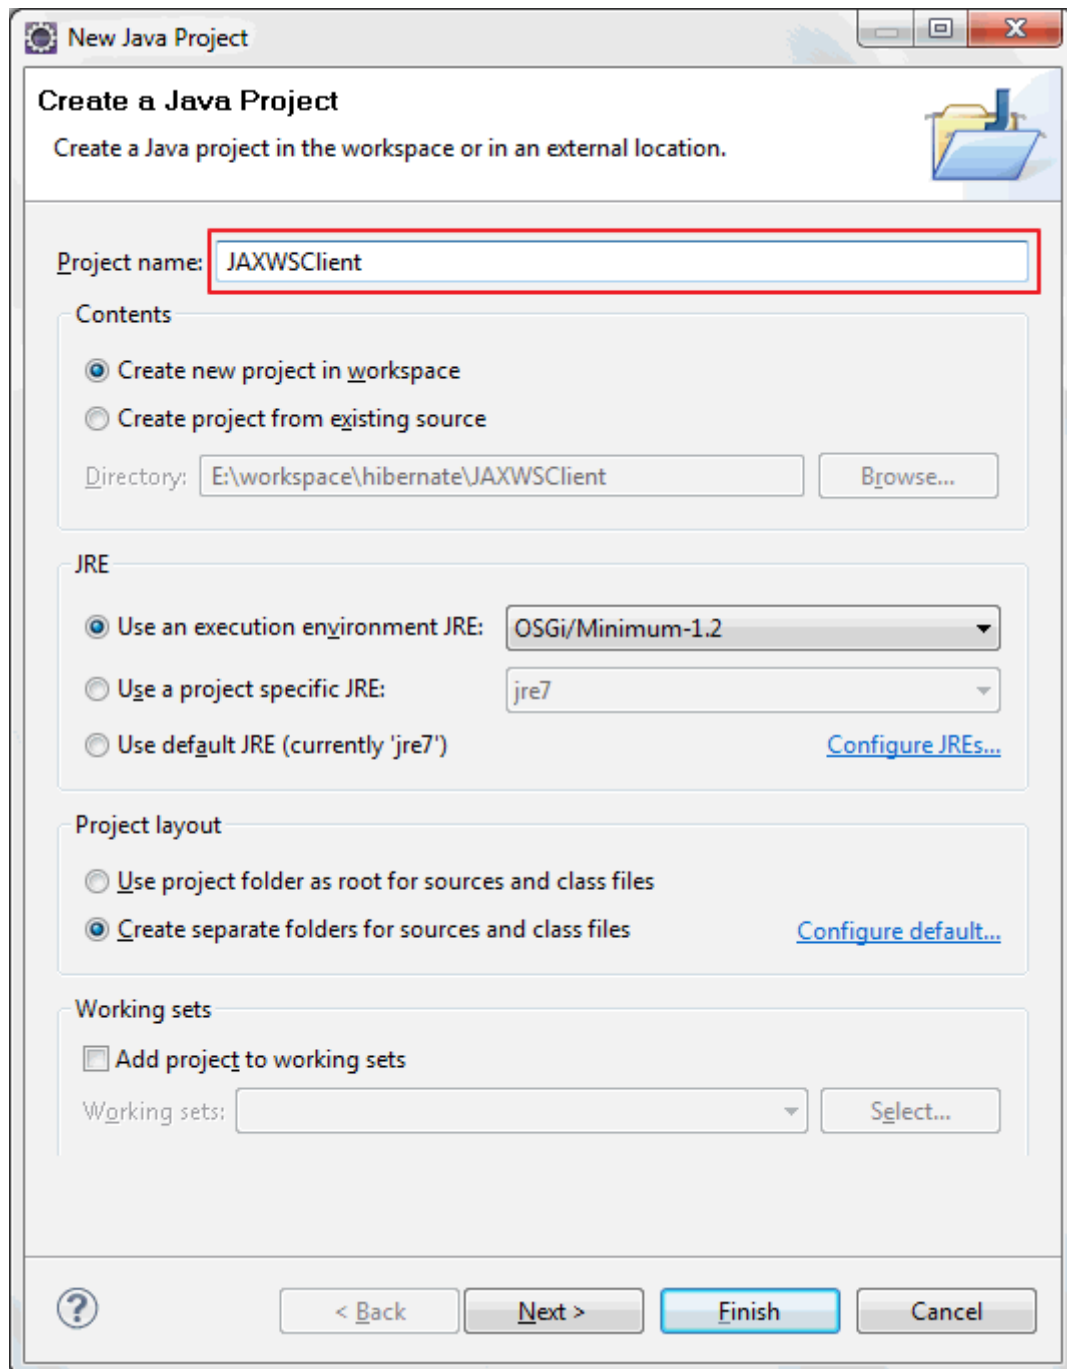 New Java Project
Create a Java Project
Create a Java project in the workspace or in an external location.
Project name: JAXWSClient
Contents
Create new project in workspace
Create project from existing source
Directory: E:\workspace\hibernate\JAXWSClient Browse...
JRE
Use an execution environment JRE: OSGi/Minimum-1.2
Use a project specific JRE: jre7
Use default JRE (currently 'jre7') Configure JREs...
Project layout
Use project folder as root for sources and class files
Create separate folders for sources and class files Configure default...
Working sets
Add project to working sets
Working sets: Select...
? < Back Next > Finish Cancel